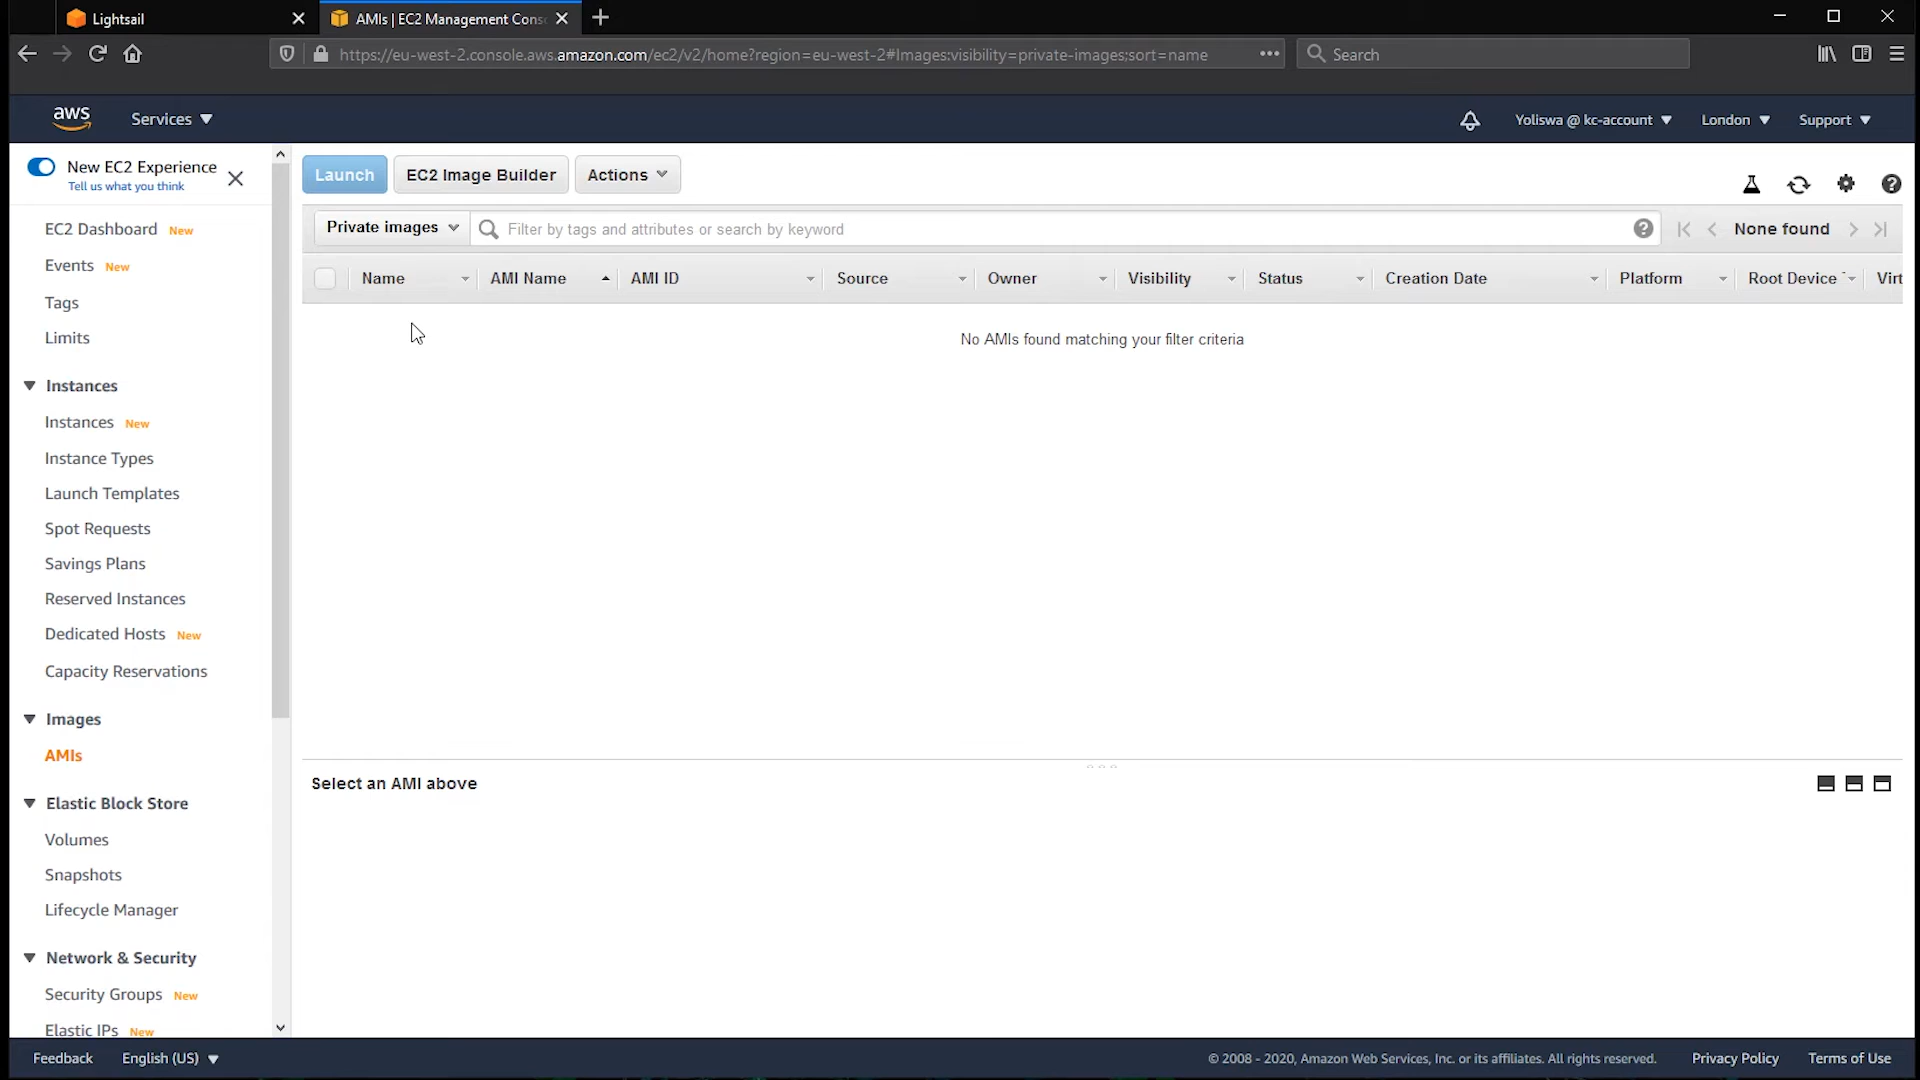 Lightsail
AMIs | EC2 Management Cons
https://eu-west-2.console.aws.amazon.com/ec2/v2/home?region=eu-west-2#Images:visibility=private-images;sort=name
Search
aws
Services
Yoliswa @ kc-account
London
Support
New EC2 Experience
Tell us what you think
EC2 Dashboard New
Events New
Tags
Limits
Instances
Instances New
Instance Types
Launch Templates
Spot Requests
Savings Plans
Reserved Instances
Dedicated Hosts New
Capacity Reservations
Images
AMIs
Elastic Block Store
Volumes
Snapshots
Lifecycle Manager
Network & Security
Security Groups New
Elastic IPs New
Launch
EC2 Image Builder
Actions
Private images
Filter by tags and attributes or search by keyword
None found
Name AMI Name AMI ID Source Owner Visibility Status Creation Date Platform Root Device Virt
No AMIs found matching your filter criteria
Select an AMI above
Feedback
English (US)
© 2008 - 2020, Amazon Web Services, Inc. or its affiliates. All rights reserved.
Privacy Policy
Terms of Use